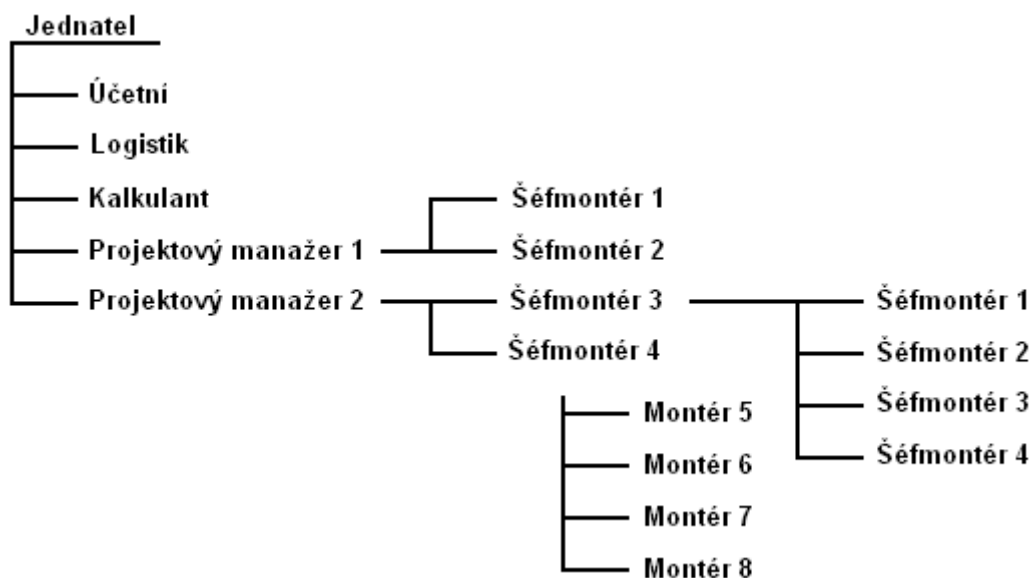 Jednatel
Účetní
Logistik
Kalkulant
Projektový manažer 1
Projektový manažer 2
Šéfmontér 1
Šéfmontér 2
Šéfmontér 3
Šéfmontér 4
Montér 5
Montér 6
Montér 7
Montér 8
Šéfmontér 1
Šéfmontér 2
Šéfmontér 3
Šéfmontér 4